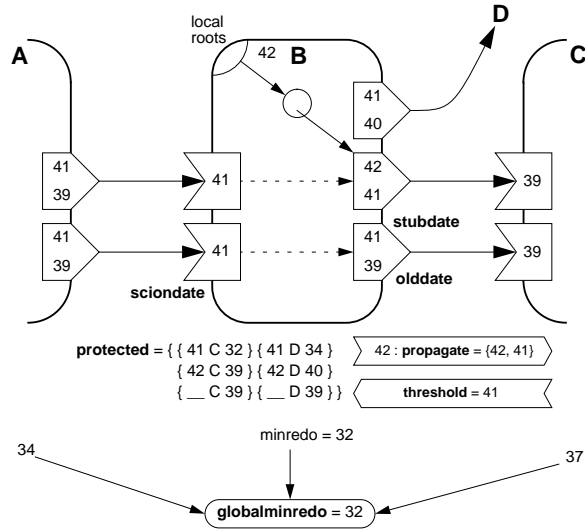 local
roots
D
A
42
B
C
41
40
41
39
41
42
41
39
stubdate
41
39
41
41
39
39
sciondate
olddate
protected = { { 41 C 32 } { 41 D 34 }
{ 42 C 39 } { 42 D 40 }
{ __ C 39 } { __ D 39 } }
42 : propagate = {42, 41}
threshold = 41
minredo = 32
34
37
globalminredo = 32